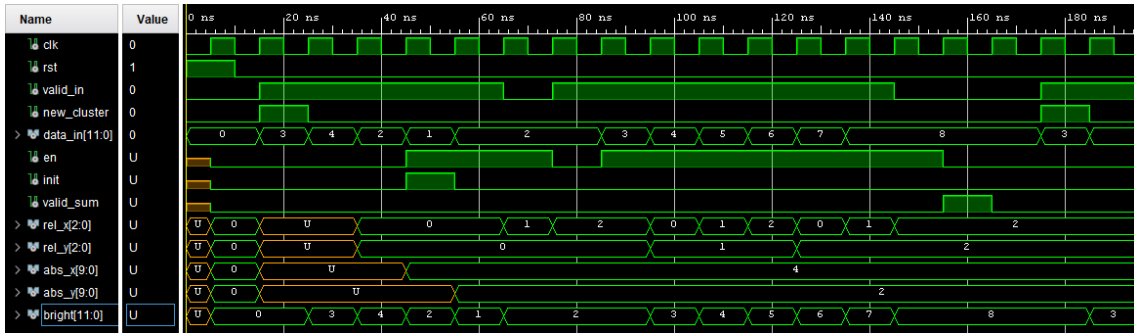 Name Value 0 ns 20 ns 40 ns 60 ns 80 ns 100 ns 120 ns 140 ns 160 ns 180 ns
clk 0
rst 1
valid_in 0
new_cluster 0
data_in[11:0] 0 0 3 4 2 1 2 3 4 5 6 7 8 3
en U
init U
valid_sum U
rel_x[2:0] U U 0 U 0 1 2 0 1 2 0 1 2
rel_y[2:0] U U 0 U 0 1 2
abs_x[9:0] U U 0 U 4
abs_y[9:0] U U 0 U 2
bright[11:0] U U 0 3 4 2 1 2 3 4 5 6 7 8 3